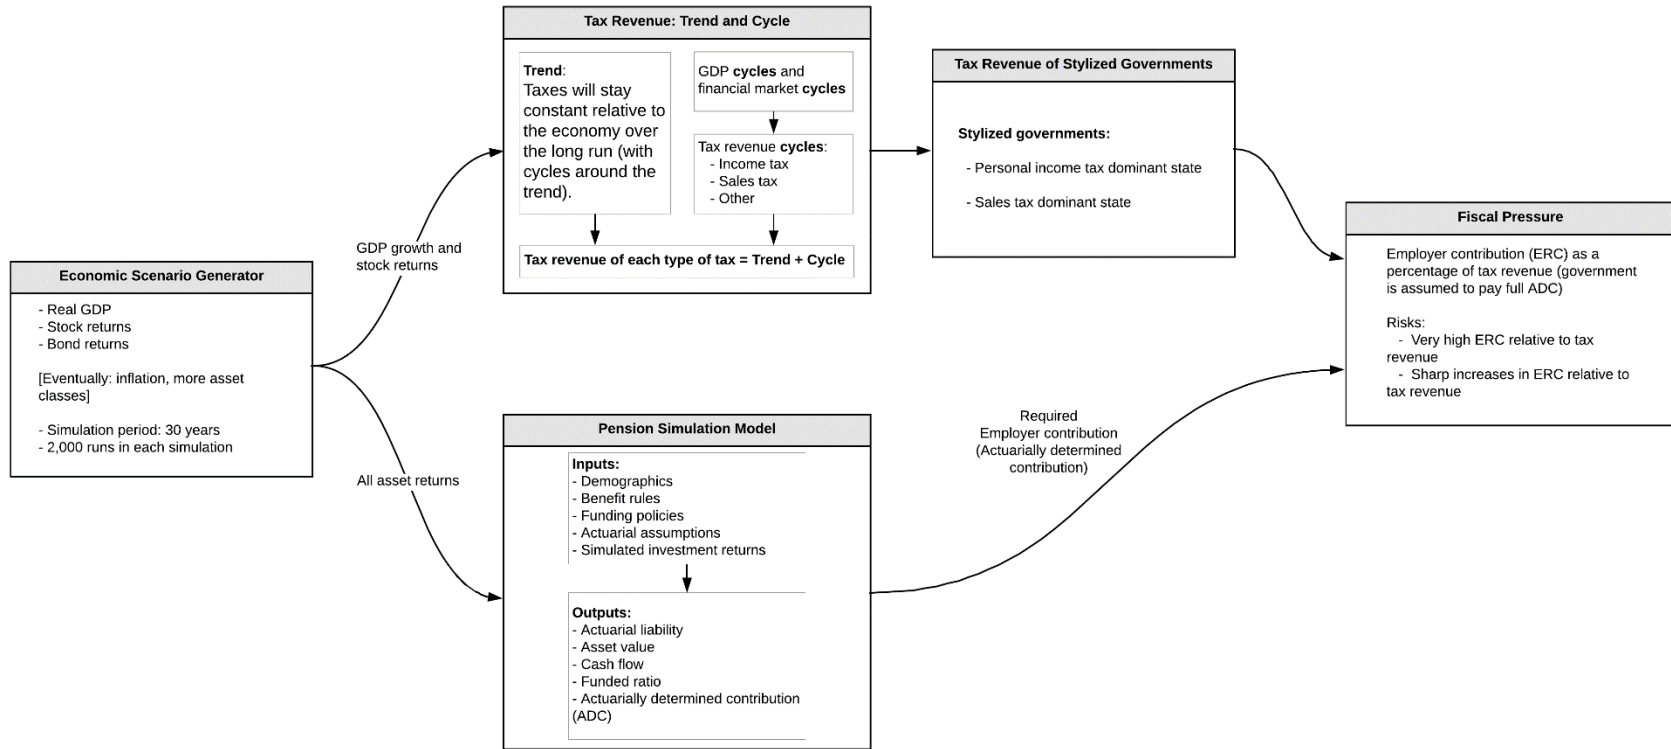 Economic Scenario Generator
- Real GDP
- Stock returns
- Bond returns
[Eventually: inflation, more asset
classes]
- Simulation period: 30 years
- 2,000 runs in each simulation
GDP growth and
stock returns
All asset returns
Tax Revenue: Trend and Cycle
Trend:
Taxes will stay
constant relative to
the economy over
the long run (with
cycles around the
trend).
GDP cycles and
financial market cycles
Tax revenue cycles:
- Income tax
- Sales tax
- Other
Tax revenue of each type of tax = Trend + Cycle
Pension Simulation Model
Inputs:
- Demographics
- Benefit rules
- Funding policies
- Actuarial assumptions
- Simulated investment returns
Outputs:
- Actuarial liability
- Asset value
- Cash flow
- Funded ratio
- Actuarially determined contribution
(ADC)
Tax Revenue of Stylized Governments
Stylized governments:
- Personal income tax dominant state
- Sales tax dominant state
Required
Employer contribution
(Actuarially determined
contribution)
Fiscal Pressure
Employer contribution (ERC) as a
percentage of tax revenue (government
is assumed to pay full ADC)
Risks:
- Very high ERC relative to tax
revenue
- Sharp increases in ERC relative to
tax revenue